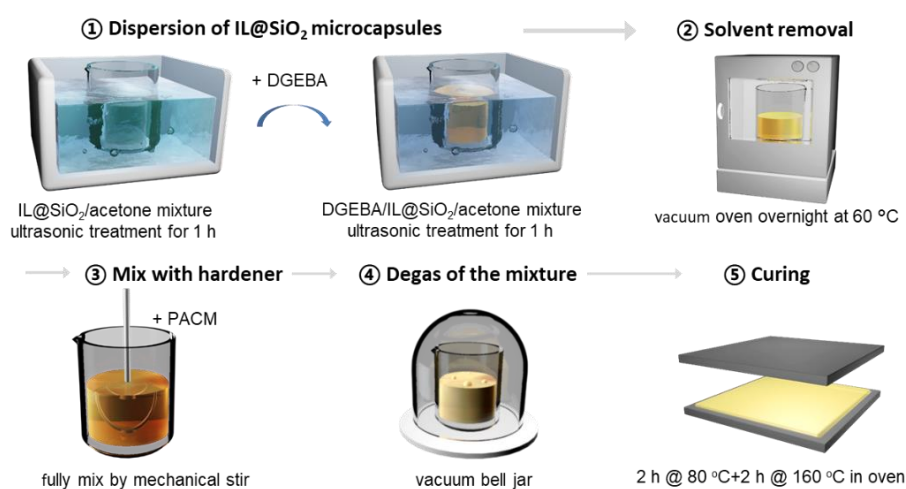 ① Dispersion of IL@SiO₂ microcapsules
② Solvent removal
+ DGEBA
IL@SiO₂/acetone mixture
ultrasonic treatment for 1 h
DGEBA/IL@SiO₂/acetone mixture
ultrasonic treatment for 1 h
vacuum oven overnight at 60 °C
③ Mix with hardener
④ Degas of the mixture
⑤ Curing
+ PACM
fully mix by mechanical stir
vacuum bell jar
2 h @ 80 °C+2 h @ 160 °C in oven